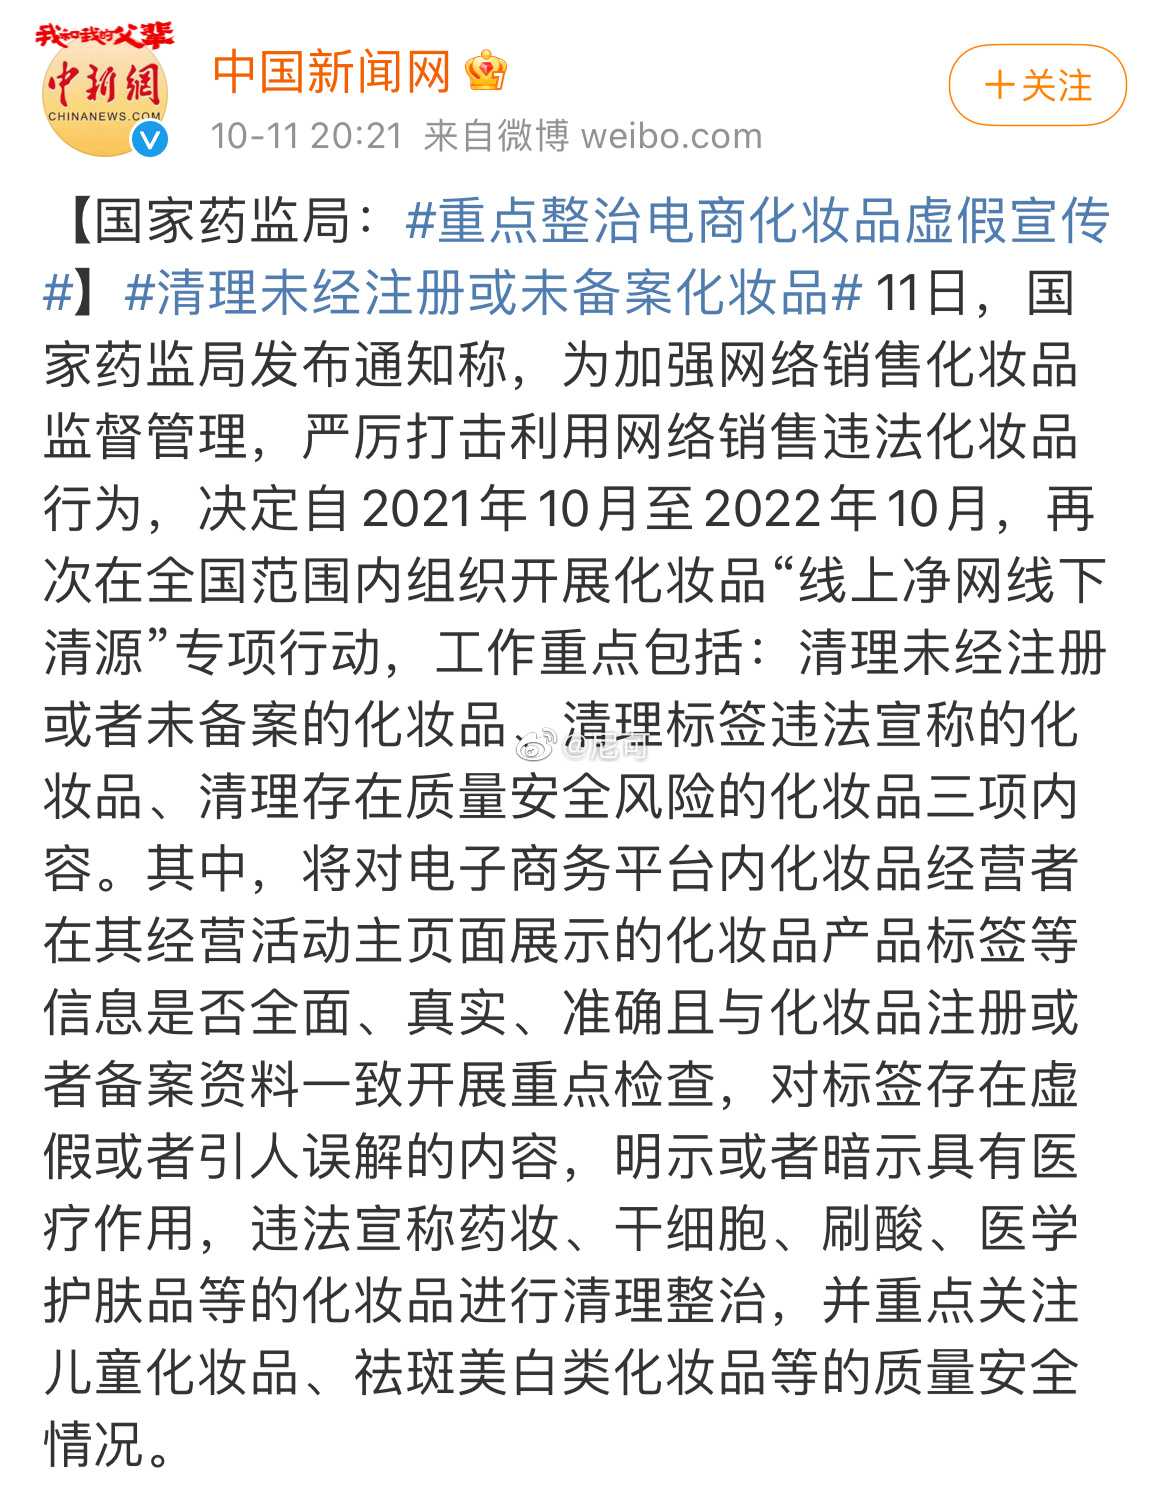 我和我的父辈
中新網
CHINANEWS.COM
中国新闻网
10-11 20:21 来自微博 weibo.com
十关注
【国家药监局：#重点整治电商化妆品虚假宣传
#】#清理未经注册或未备案化妆品# 11日，国
家药监局发布通知称，为加强网络销售化妆品
监督管理，严厉打击利用网络销售违法化妆品
行为，决定自2021年10月至2022年10月，再
次在全国范围内组织开展化妆品“线上净网线下
清源”专项行动，工作重点包括：清理未经注册
或者未备案的化妆品、清理标签违法宣称的化
妆品、清理存在质量安全风险的化妆品三项内
容。其中，将对电子商务平台内化妆品经营者
在其经营活动主页面展示的化妆品产品标签等
信息是否全面、真实、准确且与化妆品注册或
者备案资料一致开展重点检查，对标签存在虚
假或者引人误解的内容，明示或者暗示具有医
疗作用，违法宣称药妆、干细胞、刷酸、医学
护肤品等的化妆品进行清理整治，并重点关注
儿童化妆品、祛斑美白类化妆品等的质量安全
情况。